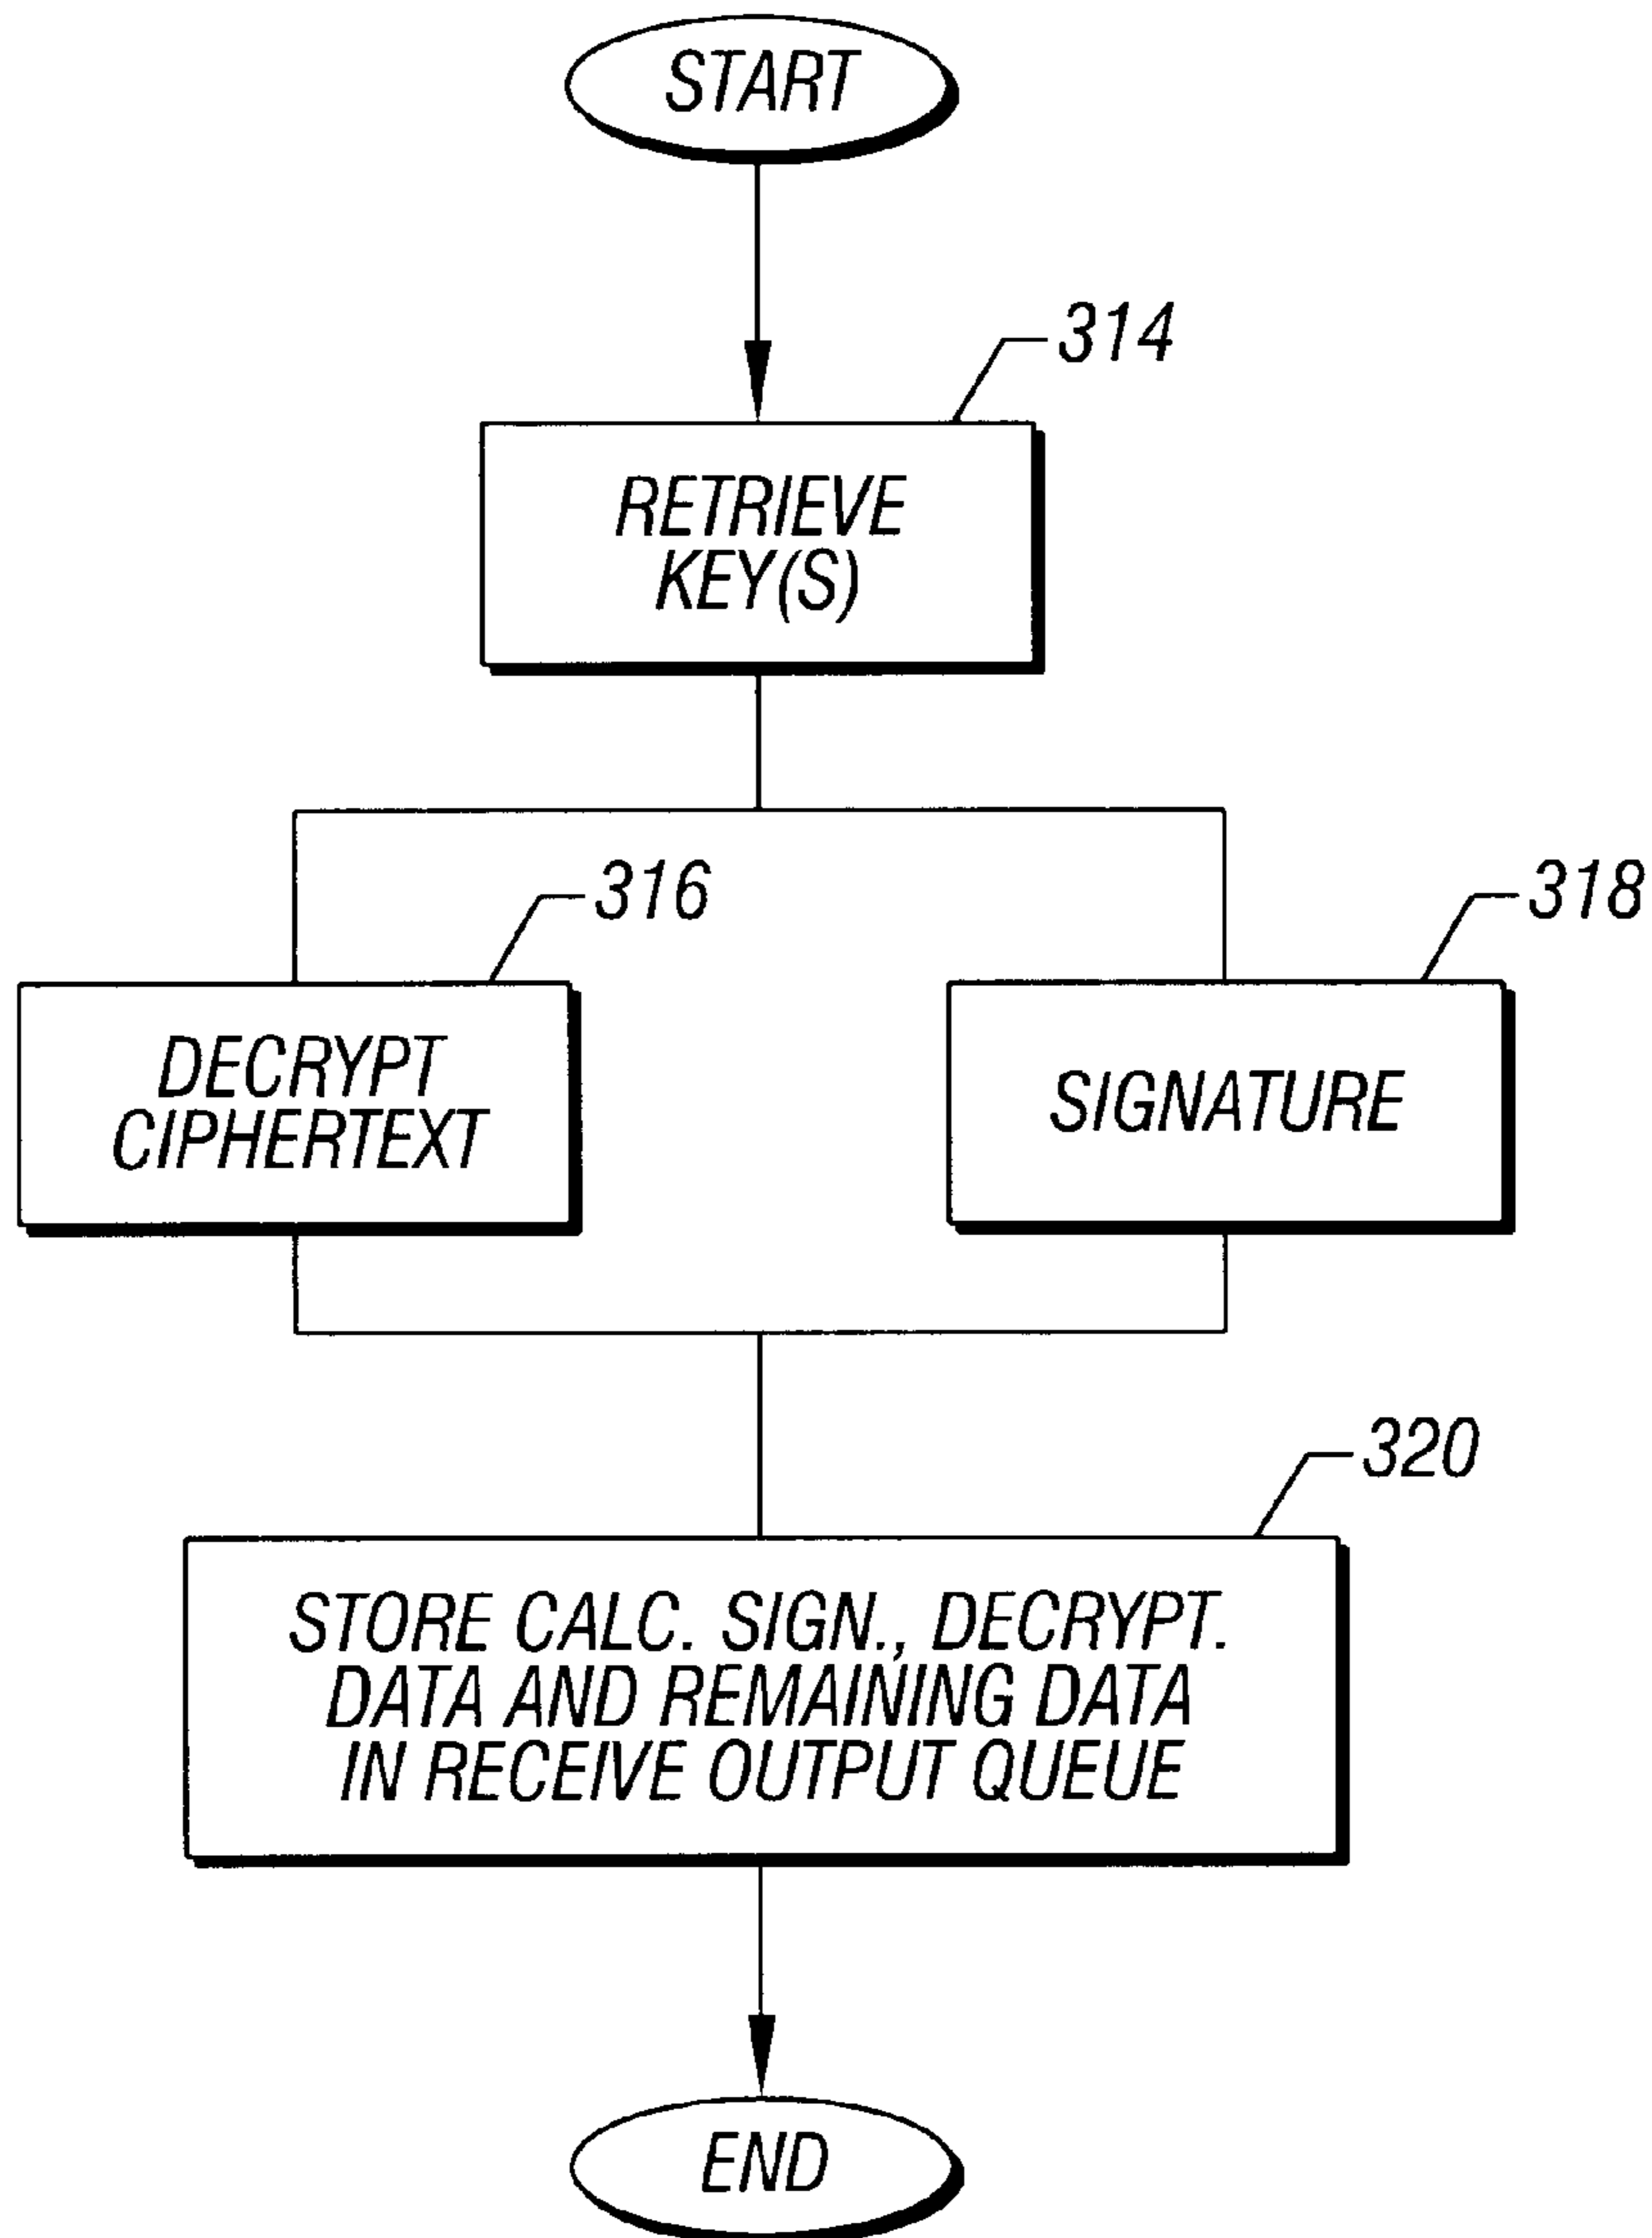 START
314
RETRIEVE
KEY(S)
316
318
DECRYPT
CIPHERTEXT
SIGNATURE
320
STORE CALC. SIGN., DECRYPT.
DATA AND REMAINING DATA
IN RECEIVE OUTPUT QUEUE
END